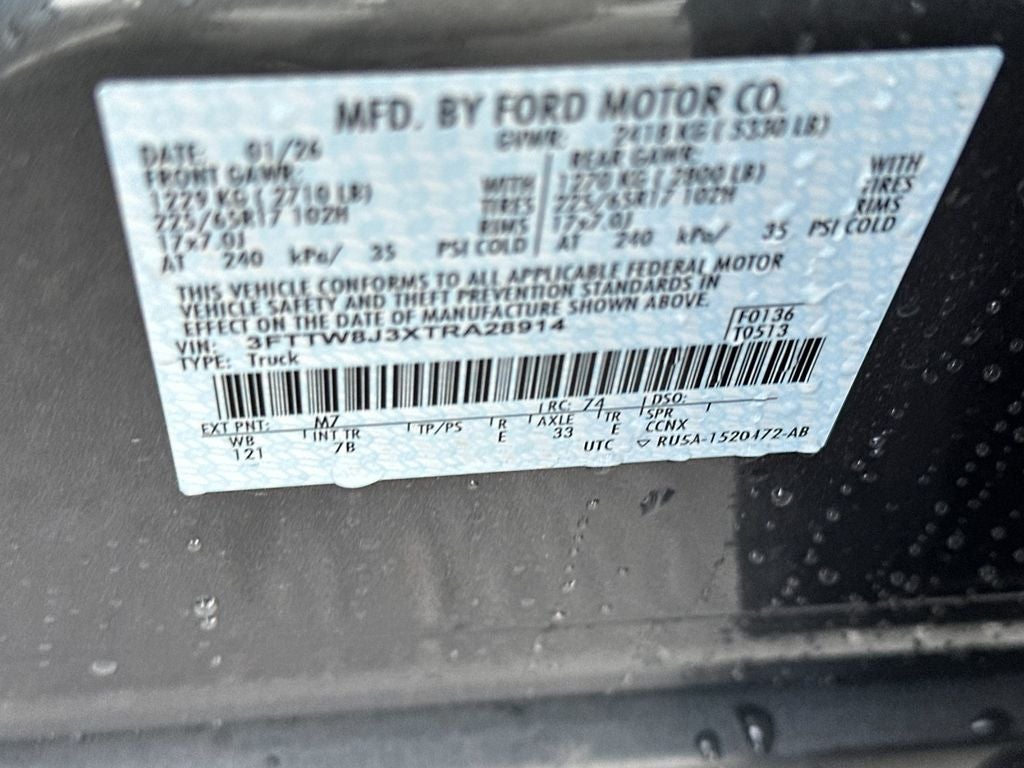 MFD. BY FORD MOTOR CO.
DATE: 01/26 GVWR: 2418 KG ( 5330 LB)
FRONT GAWR: REAR GAWR:
1229 KG ( 2710 LB) WITH 1270 KG ( 2800 LB) WITH
225/65R17 102H TIRES 225/65R17 102H TIRES
17x7.0J RIMS 17x7.0J RIMS
AT 240 kPa/ 35 PSI COLD AT 240 kPa/ 35 PSI COLD
THIS VEHICLE CONFORMS TO ALL APPLICABLE FEDERAL MOTOR
VEHICLE SAFETY AND THEFT PREVENTION STANDARDS IN
EFFECT ON THE DATE OF MANUFACTURE SHOWN ABOVE.
VIN: 3FTTW8J3XTRA28914 F0136
TYPE: Truck T0513
EXT PNT: M7 RC: 74 DSO:
WB INT TR TP/PS R AXLE TR SPR
121 7B E 33 E CCNX
UTC ▽ RU5A-1520472-AB